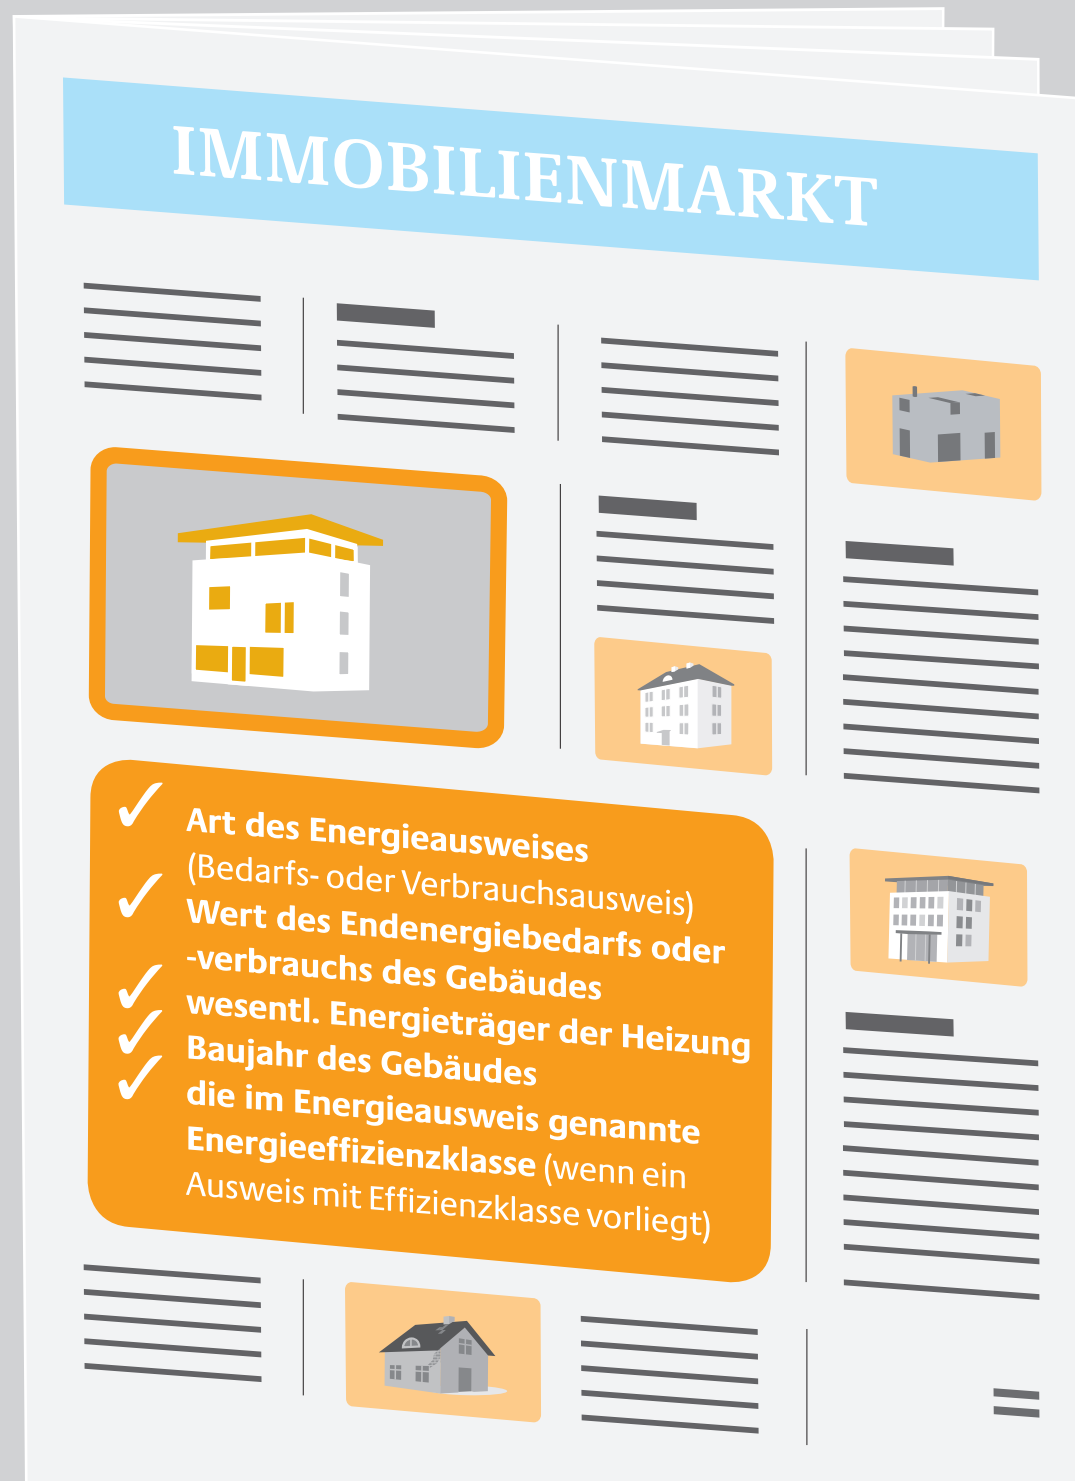 IMMOBILIENMARKT
✓ Art des Energieausweises
(Bedarfs- oder Verbrauchsausweis)
✓ Wert des Endenergiebedarfs oder
-verbrauchs des Gebäudes
✓ wesentl. Energieträger der Heizung
✓ Baujahr des Gebäudes
✓ die im Energieausweis genannte
Energieeffizienzklasse (wenn ein
Ausweis mit Effizienzklasse vorliegt)